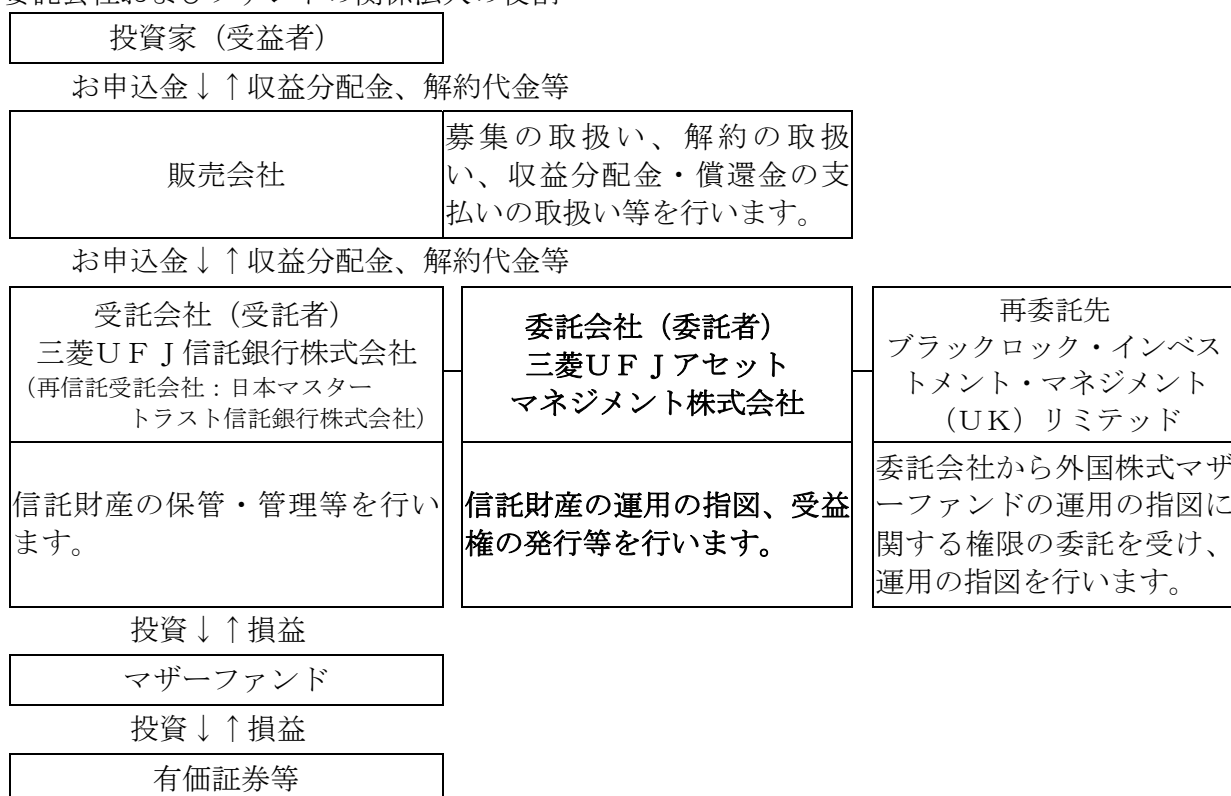 委託会社およびファンドの関係法人の役割
投資家（受益者）
お申込金↓↑収益分配金、解約代金等
販売会社
募集の取扱い、解約の取扱
い、収益分配金・償還金の支
払いの取扱い等を行います。
お申込金↓↑収益分配金、解約代金等
受託会社（受託者）
三菱ＵＦＪ信託銀行株式会社
（再信託受託会社：日本マスター
トラスト信託銀行株式会社）
委託会社（委託者）
三菱ＵＦＪアセット
マネジメント株式会社
再委託先
ブラックロック・インベス
トメント・マネジメント
（ＵＫ）リミテッド
信託財産の保管・管理等を行い
ます。
信託財産の運用の指図、受益
権の発行等を行います。
委託会社から外国株式マザ
ーファンドの運用の指図に
関する権限の委託を受け、
運用の指図を行います。
投資↓↑損益
マザーファンド
投資↓↑損益
有価証券等